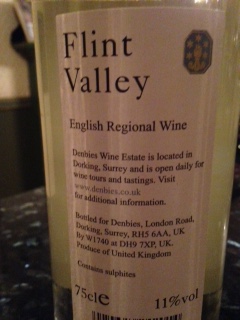 Flint
Valley
English Regional Wine
Denbies Wine Estate is located in
Dorking, Surrey and is open daily for
wine tours and tastings. Visit
www.denbies.co.uk
for additional information.
Bottled for Denbies, London Road,
Dorking, Surrey, RH5 6AA, UK
By W1740 at DH9 7XP, UK.
Produce of United Kingdom
Contains sulphites
75cl℮ 11%vol